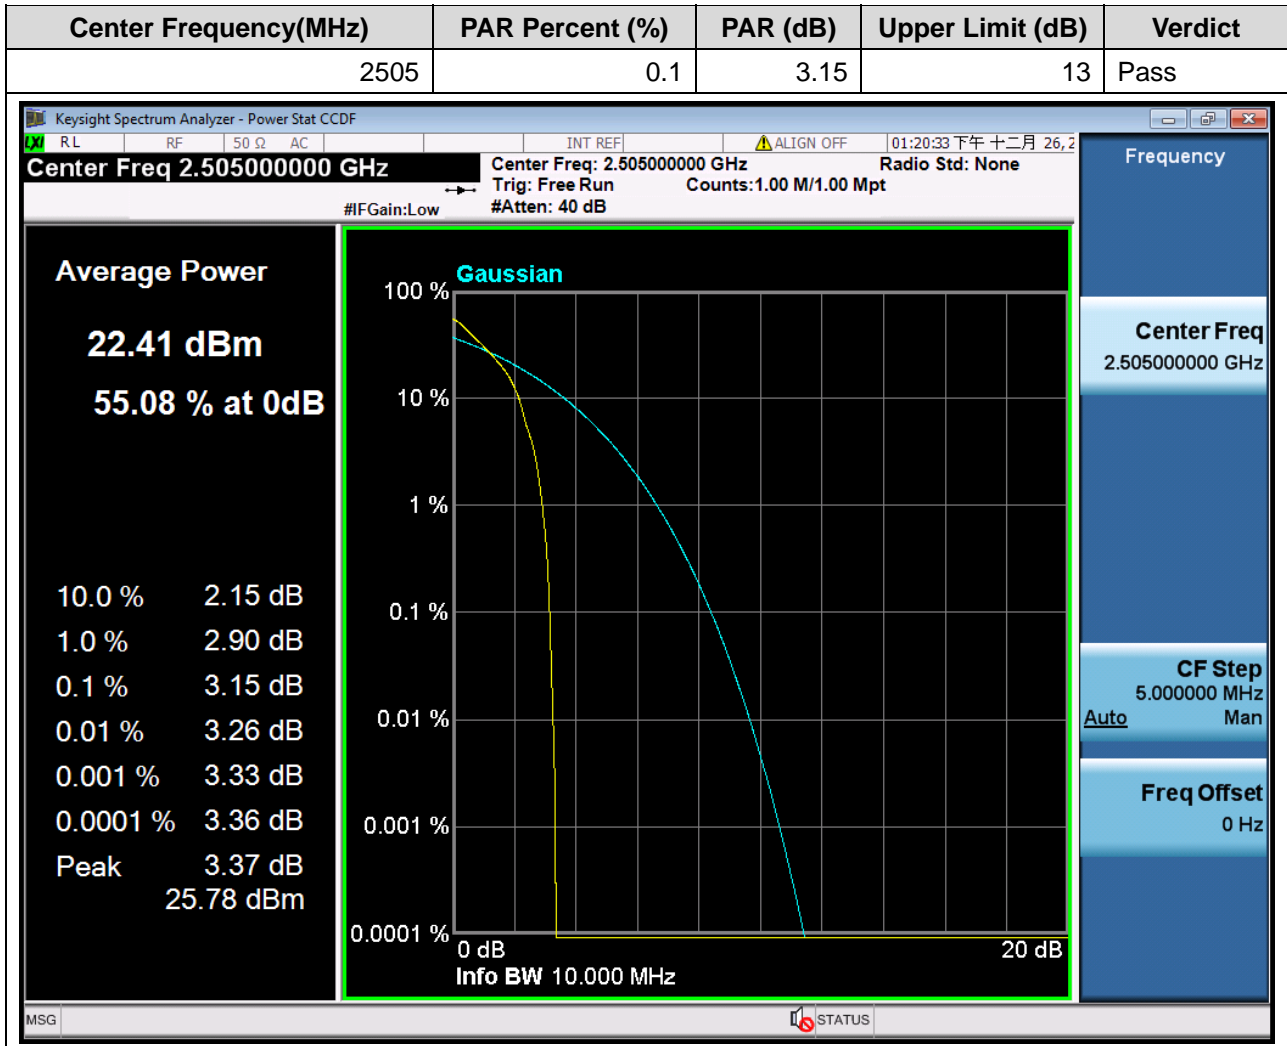 Center Frequency(MHz) PAR Percent (%) PAR (dB) Upper Limit (dB) Verdict
2505 0.1 3.15 13 Pass
Keysight Spectrum Analyzer - Power Stat CCDF
LXI RL RF 50 Ω AC INT REF ALIGN OFF 01:20:33 下午 十二月 26, 2
Center Freq 2.505000000 GHz
Center Freq: 2.505000000 GHz Radio Std: None
Trig: Free Run Counts:1.00 M/1.00 Mpt
#IFGain:Low #Atten: 40 dB
Frequency
Average Power
22.41 dBm
55.08 % at 0dB
10.0 % 2.15 dB
1.0 % 2.90 dB
0.1 % 3.15 dB
0.01 % 3.26 dB
0.001 % 3.33 dB
0.0001 % 3.36 dB
Peak 3.37 dB
25.78 dBm
Gaussian
100 %
10 %
1 %
0.1 %
0.01 %
0.001 %
0.0001 %
0 dB 20 dB
Info BW 10.000 MHz
Center Freq
2.505000000 GHz
CF Step
5.000000 MHz
Auto Man
Freq Offset
0 Hz
MSG STATUS